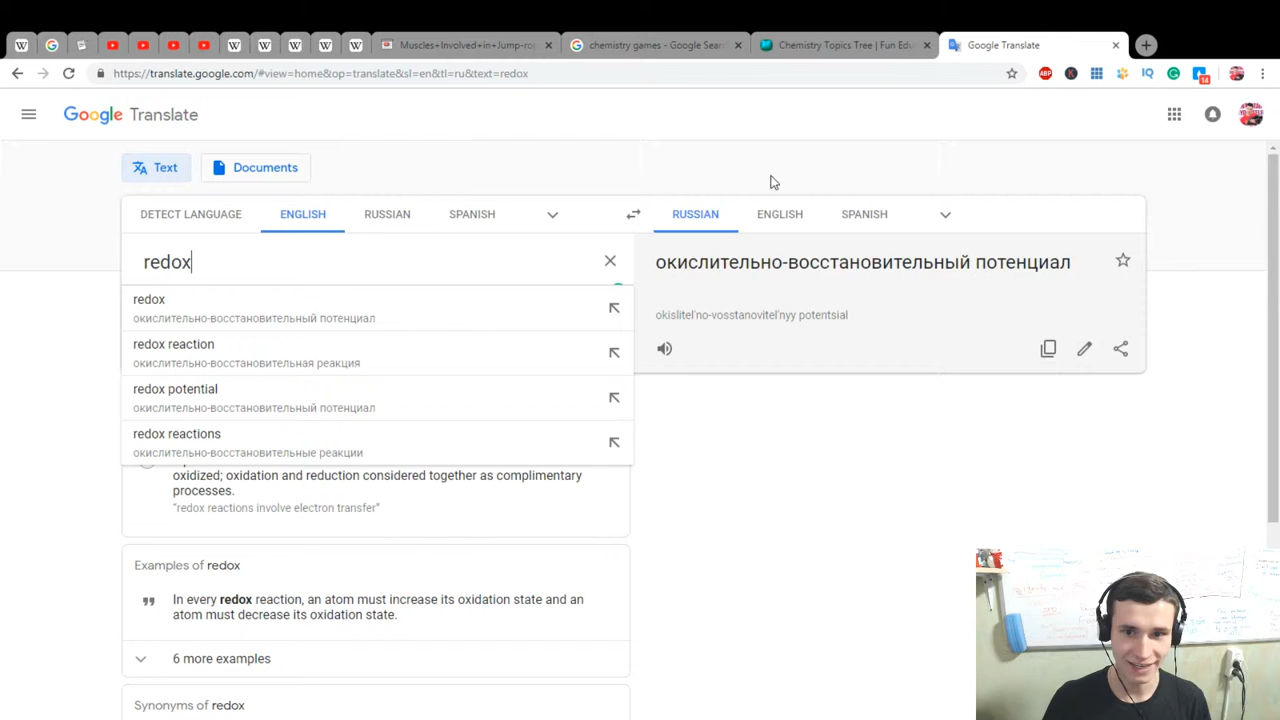 Muscles+Involved+in+Jump-rop
chemistry games - Google Sear
Chemistry Topics Tree | Fun Edu
Google Translate
https://translate.google.com/#view=home&op=translate&sl=en&tl=ru&text=redox
ABP
K
IQ
G
14
Google Translate
Text
Documents
DETECT LANGUAGE
ENGLISH
RUSSIAN
SPANISH
RUSSIAN
ENGLISH
SPANISH
redox
окислительно-восстановительный потенциал
okislitel'no-vosstanovitel'nyy potentsial
redox
окислительно-восстановительный потенциал
redox reaction
окислительно-восстановительная реакция
redox potential
окислительно-восстановительный потенциал
redox reactions
окислительно-восстановительные реакции
oxidized; oxidation and reduction considered together as complimentary
processes.
"redox reactions involve electron transfer"
Examples of redox
In every redox reaction, an atom must increase its oxidation state and an
atom must decrease its oxidation state.
6 more examples
Synonyms of redox